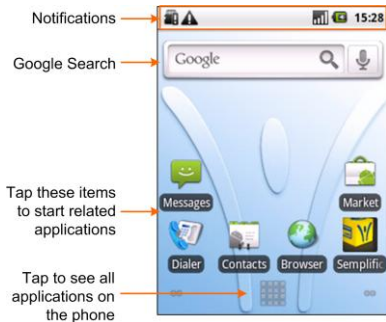 Notifications
15:28
Google Search
Google
Tap these items
to start related
applications
Messages
Market
Dialer
Contacts
Browser
Semplific
Tap to see all
applications on
the phone